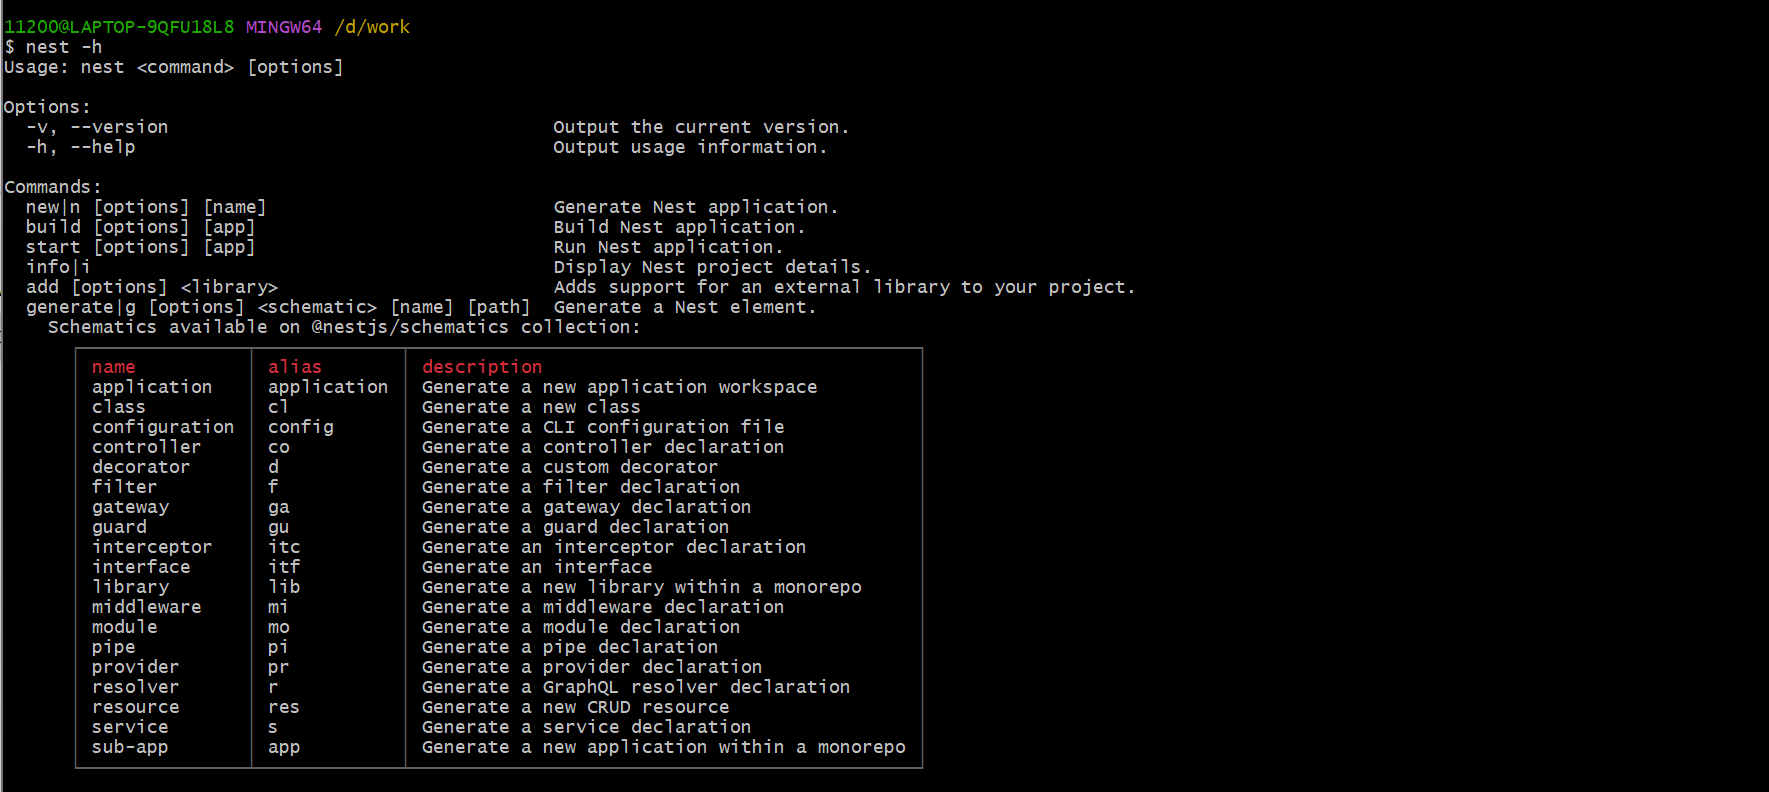 11200@LAPTOP-9QFU18L8 MINGW64 /d/work
$ nest -h
Usage: nest <command> [options]
Options:
-v, --version Output the current version.
-h, --help Output usage information.
Commands:
new|n [options] [name] Generate Nest application.
build [options] [app] Build Nest application.
start [options] [app] Run Nest application.
info|i Display Nest project details.
add [options] <library> Adds support for an external library to your project.
generate|g [options] <schematic> [name] [path] Generate a Nest element.
Schematics available on @nestjs/schematics collection:
name alias description
application application Generate a new application workspace
class cl Generate a new class
configuration config Generate a CLI configuration file
controller co Generate a controller declaration
decorator d Generate a custom decorator
filter f Generate a filter declaration
gateway ga Generate a gateway declaration
guard gu Generate a guard declaration
interceptor itc Generate an interceptor declaration
interface itf Generate an interface
library lib Generate a new library within a monorepo
middleware mi Generate a middleware declaration
module mo Generate a module declaration
pipe pi Generate a pipe declaration
provider pr Generate a provider declaration
resolver r Generate a GraphQL resolver declaration
resource res Generate a new CRUD resource
service s Generate a service declaration
sub-app app Generate a new application within a monorepo